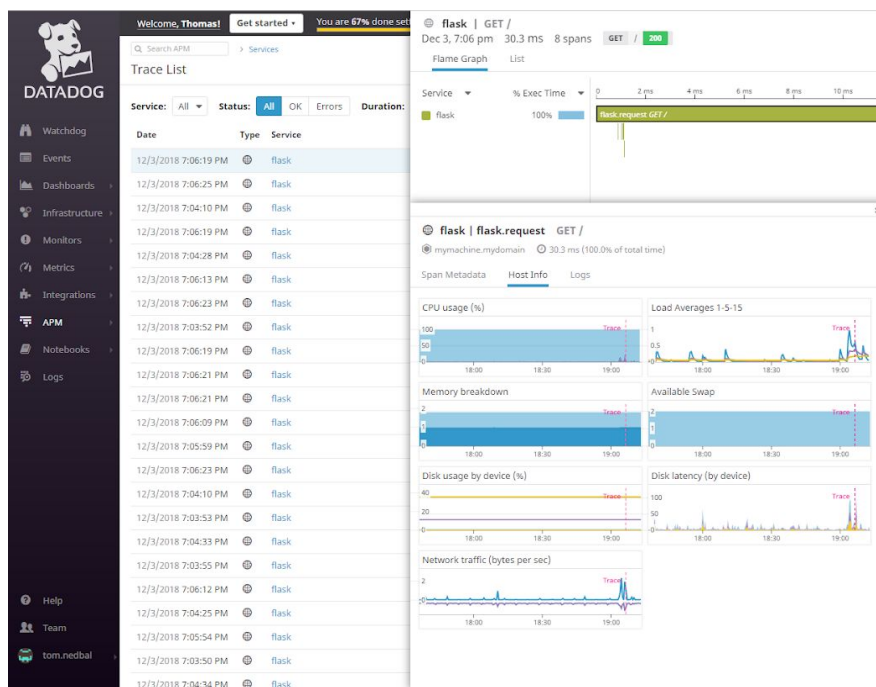 DATADOG
Watchdog
Events
Dashboards
Infrastructure
Monitors
Metrics
Integrations
APM
Notebooks
Logs
Help
Team
tom.nedbal
Welcome, Thomas!
Get started
You are 67% done set
Search APM
> Services
Trace List
Service: All Status: All OK Errors Duration:
Date Type Service
12/3/2018 7:06:19 PM flask
12/3/2018 7:06:25 PM flask
12/3/2018 7:04:10 PM flask
12/3/2018 7:06:19 PM flask
12/3/2018 7:04:28 PM flask
12/3/2018 7:06:13 PM flask
12/3/2018 7:06:23 PM flask
12/3/2018 7:03:52 PM flask
12/3/2018 7:06:19 PM flask
12/3/2018 7:06:21 PM flask
12/3/2018 7:06:21 PM flask
12/3/2018 7:06:09 PM flask
12/3/2018 7:05:59 PM flask
12/3/2018 7:06:23 PM flask
12/3/2018 7:04:10 PM flask
12/3/2018 7:03:53 PM flask
12/3/2018 7:04:33 PM flask
12/3/2018 7:03:55 PM flask
12/3/2018 7:06:12 PM flask
12/3/2018 7:04:25 PM flask
12/3/2018 7:05:54 PM flask
12/3/2018 7:03:50 PM flask
12/3/2018 7:04:34 PM flask
flask | GET /
Dec 3, 7:06 pm 30.3 ms 8 spans GET / 200
Flame Graph List
Service % Exec Time
flask 100%
0 2 ms 4 ms 6 ms 8 ms 10 ms
flask.request GET /
flask | flask.request GET /
mymachine.mydomain 30.3 ms (100.0% of total time)
Span Metadata Host Info Logs
CPU usage (%)
100
50
0
Trace
18:00 18:30 19:00
Load Averages 1-5-15
1
0.5
0
Trace
18:00 18:30 19:00
Memory breakdown
2
1
0
Trace
18:00 18:30 19:00
Available Swap
2
1
0
Trace
18:00 18:30 19:00
Disk usage by device (%)
40
20
0
Trace
18:00 18:30 19:00
Disk latency (by device)
100
50
0
Trace
18:00 18:30 19:00
Network traffic (bytes per sec)
2
0
Trace
18:00 18:30 19:00